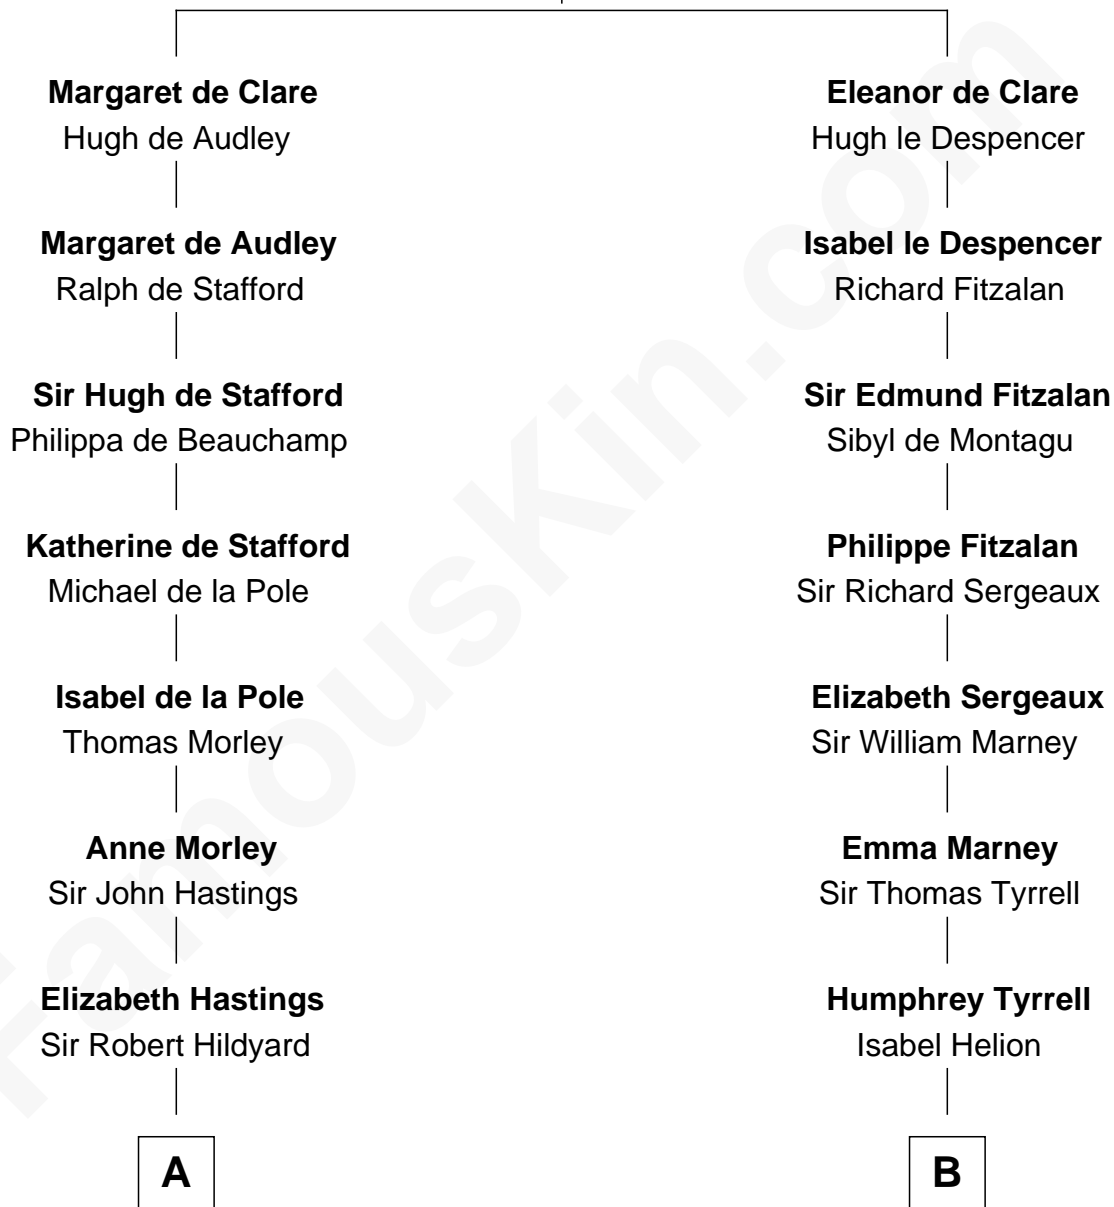 Margaret de Clare
Hugh de Audley
Margaret de Audley
Ralph de Stafford
Sir Hugh de Stafford
Philippa de Beauchamp
Katherine de Stafford
Michael de la Pole
Isabel de la Pole
Thomas Morley
Anne Morley
Sir John Hastings
Elizabeth Hastings
Sir Robert Hildyard
A
Eleanor de Clare
Hugh le Despencer
Isabel le Despencer
Richard Fitzalan
Sir Edmund Fitzalan
Sibyl de Montagu
Philippe Fitzalan
Sir Richard Sergeaux
Elizabeth Sergeaux
Sir William Marney
Emma Marney
Sir Thomas Tyrrell
Humphrey Tyrrell
Isabel Helion
B
FamousKin.com